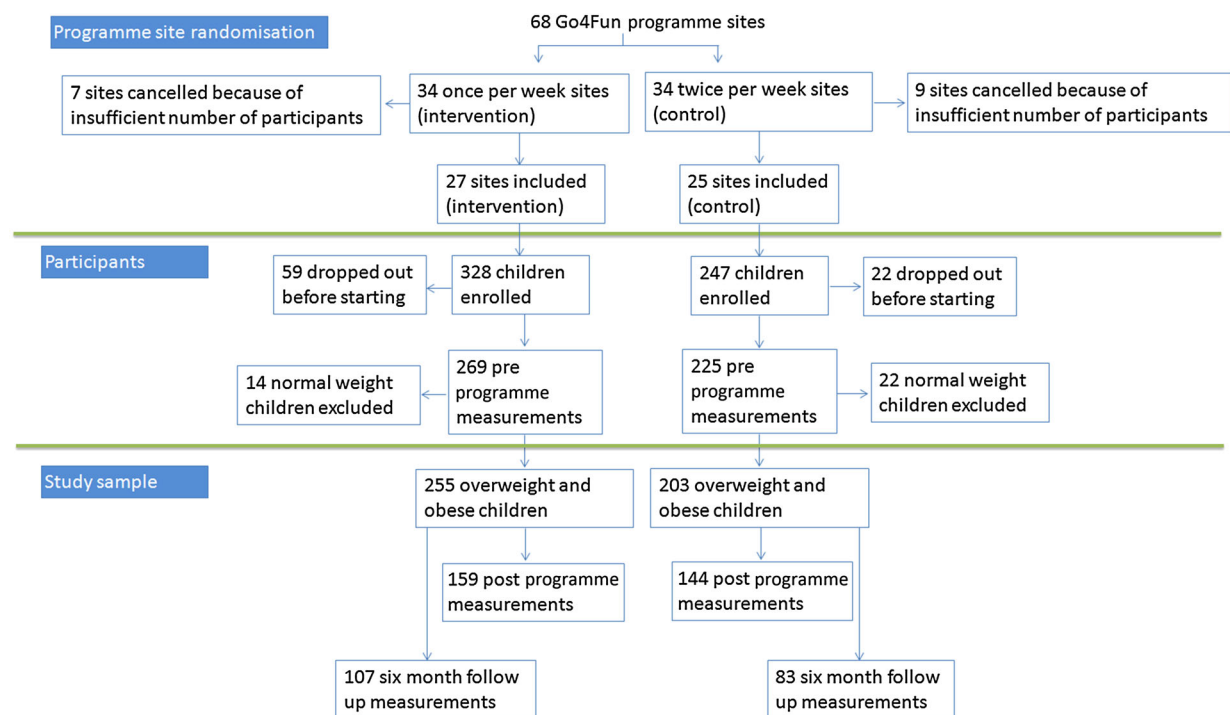 Programme site randomisation
68 Go4Fun programme sites
7 sites cancelled because of
insufficient number of participants
34 once per week sites
(intervention)
34 twice per week sites
(control)
9 sites cancelled because of
insufficient number of participants
27 sites included
(intervention)
25 sites included
(control)
Participants
59 dropped out
before starting
328 children
enrolled
247 children
enrolled
22 dropped out
before starting
14 normal weight
children excluded
269 pre
programme
measurements
225 pre
programme
measurements
22 normal weight
children excluded
Study sample
255 overweight and
obese children
203 overweight and
obese children
159 post programme
measurements
144 post programme
measurements
107 six month follow
up measurements
83 six month follow
up measurements